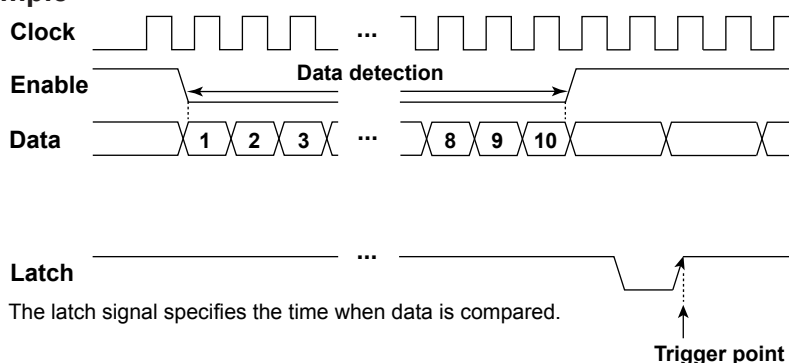 Clock ...
Enable Data detection
Data 1 2 3 ... 8 9 10
Latch ...
The latch signal specifies the time when data is compared.
Trigger point